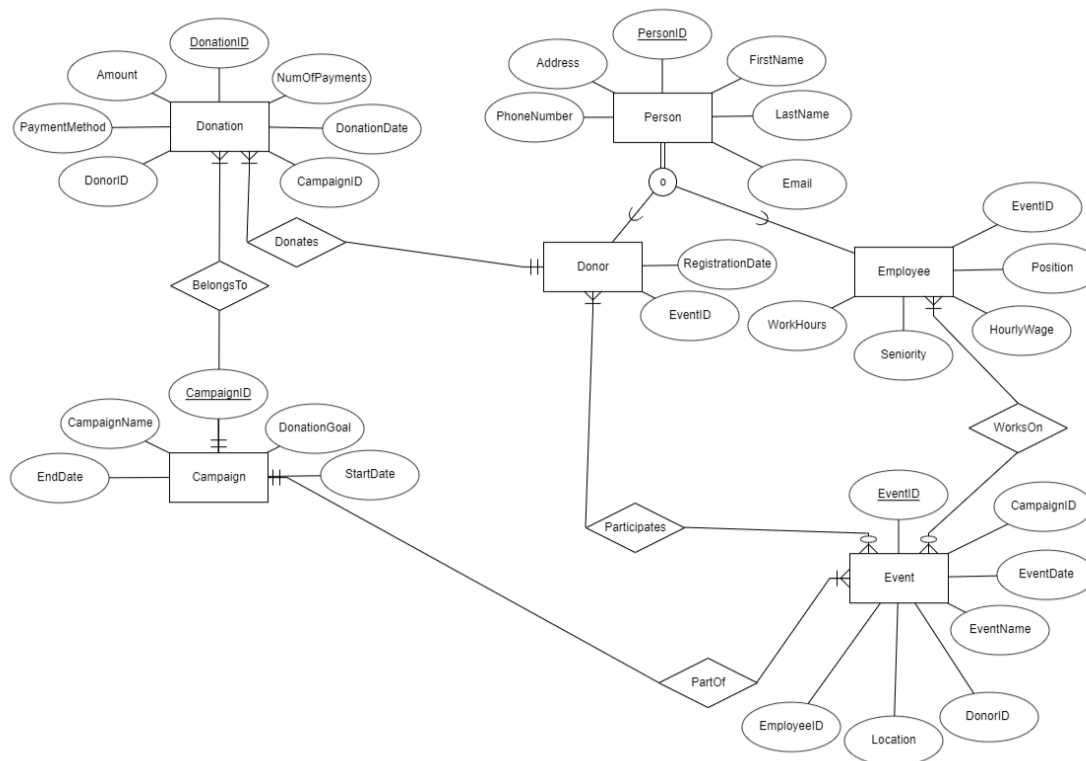 DonationID
Amount
NumOfPayments
PaymentMethod
Donation
DonationDate
DonorID
CampaignID
PersonID
Address
FirstName
PhoneNumber
Person
LastName
Email
o
Donates
BelongsTo
Donor
RegistrationDate
EventID
EventID
Employee
Position
WorkHours
HourlyWage
Seniority
CampaignID
CampaignName
DonationGoal
EndDate
Campaign
StartDate
WorksOn
Participates
EventID
CampaignID
Event
EventDate
EventName
PartOf
EmployeeID
Location
DonorID